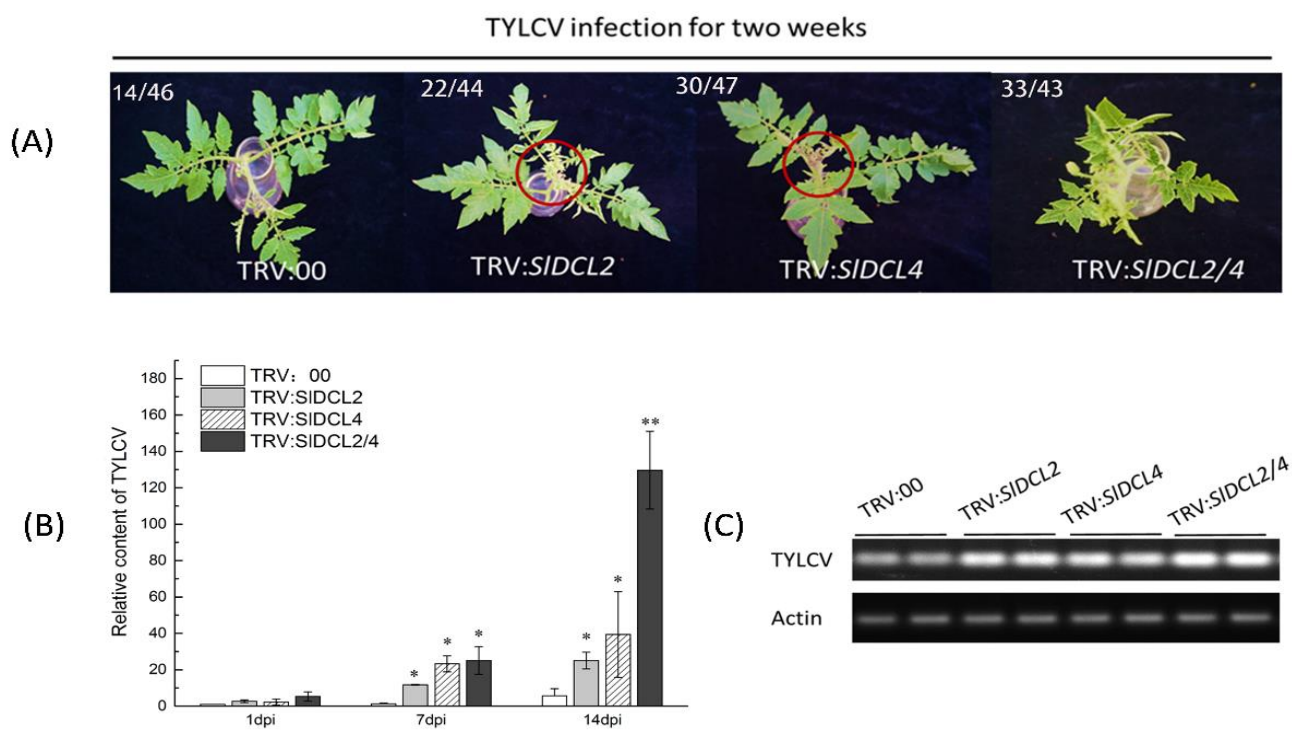 TYLCV infection for two weeks
(A)
14/46
22/44
30/47
33/43
TRV:00
TRV:SlDCL2
TRV:SlDCL4
TRV:SlDCL2/4
(B)
Relative content of TYLCV
180
160
140
120
100
80
60
40
20
0
TRV: 00
TRV:SlDCL2
TRV:SlDCL4
TRV:SlDCL2/4
*
*
*
*
*
**
1dpi
7dpi
14dpi
(C)
TRV:00
TRV:SlDCL2
TRV:SlDCL4
TRV:SlDCL2/4
TYLCV
Actin